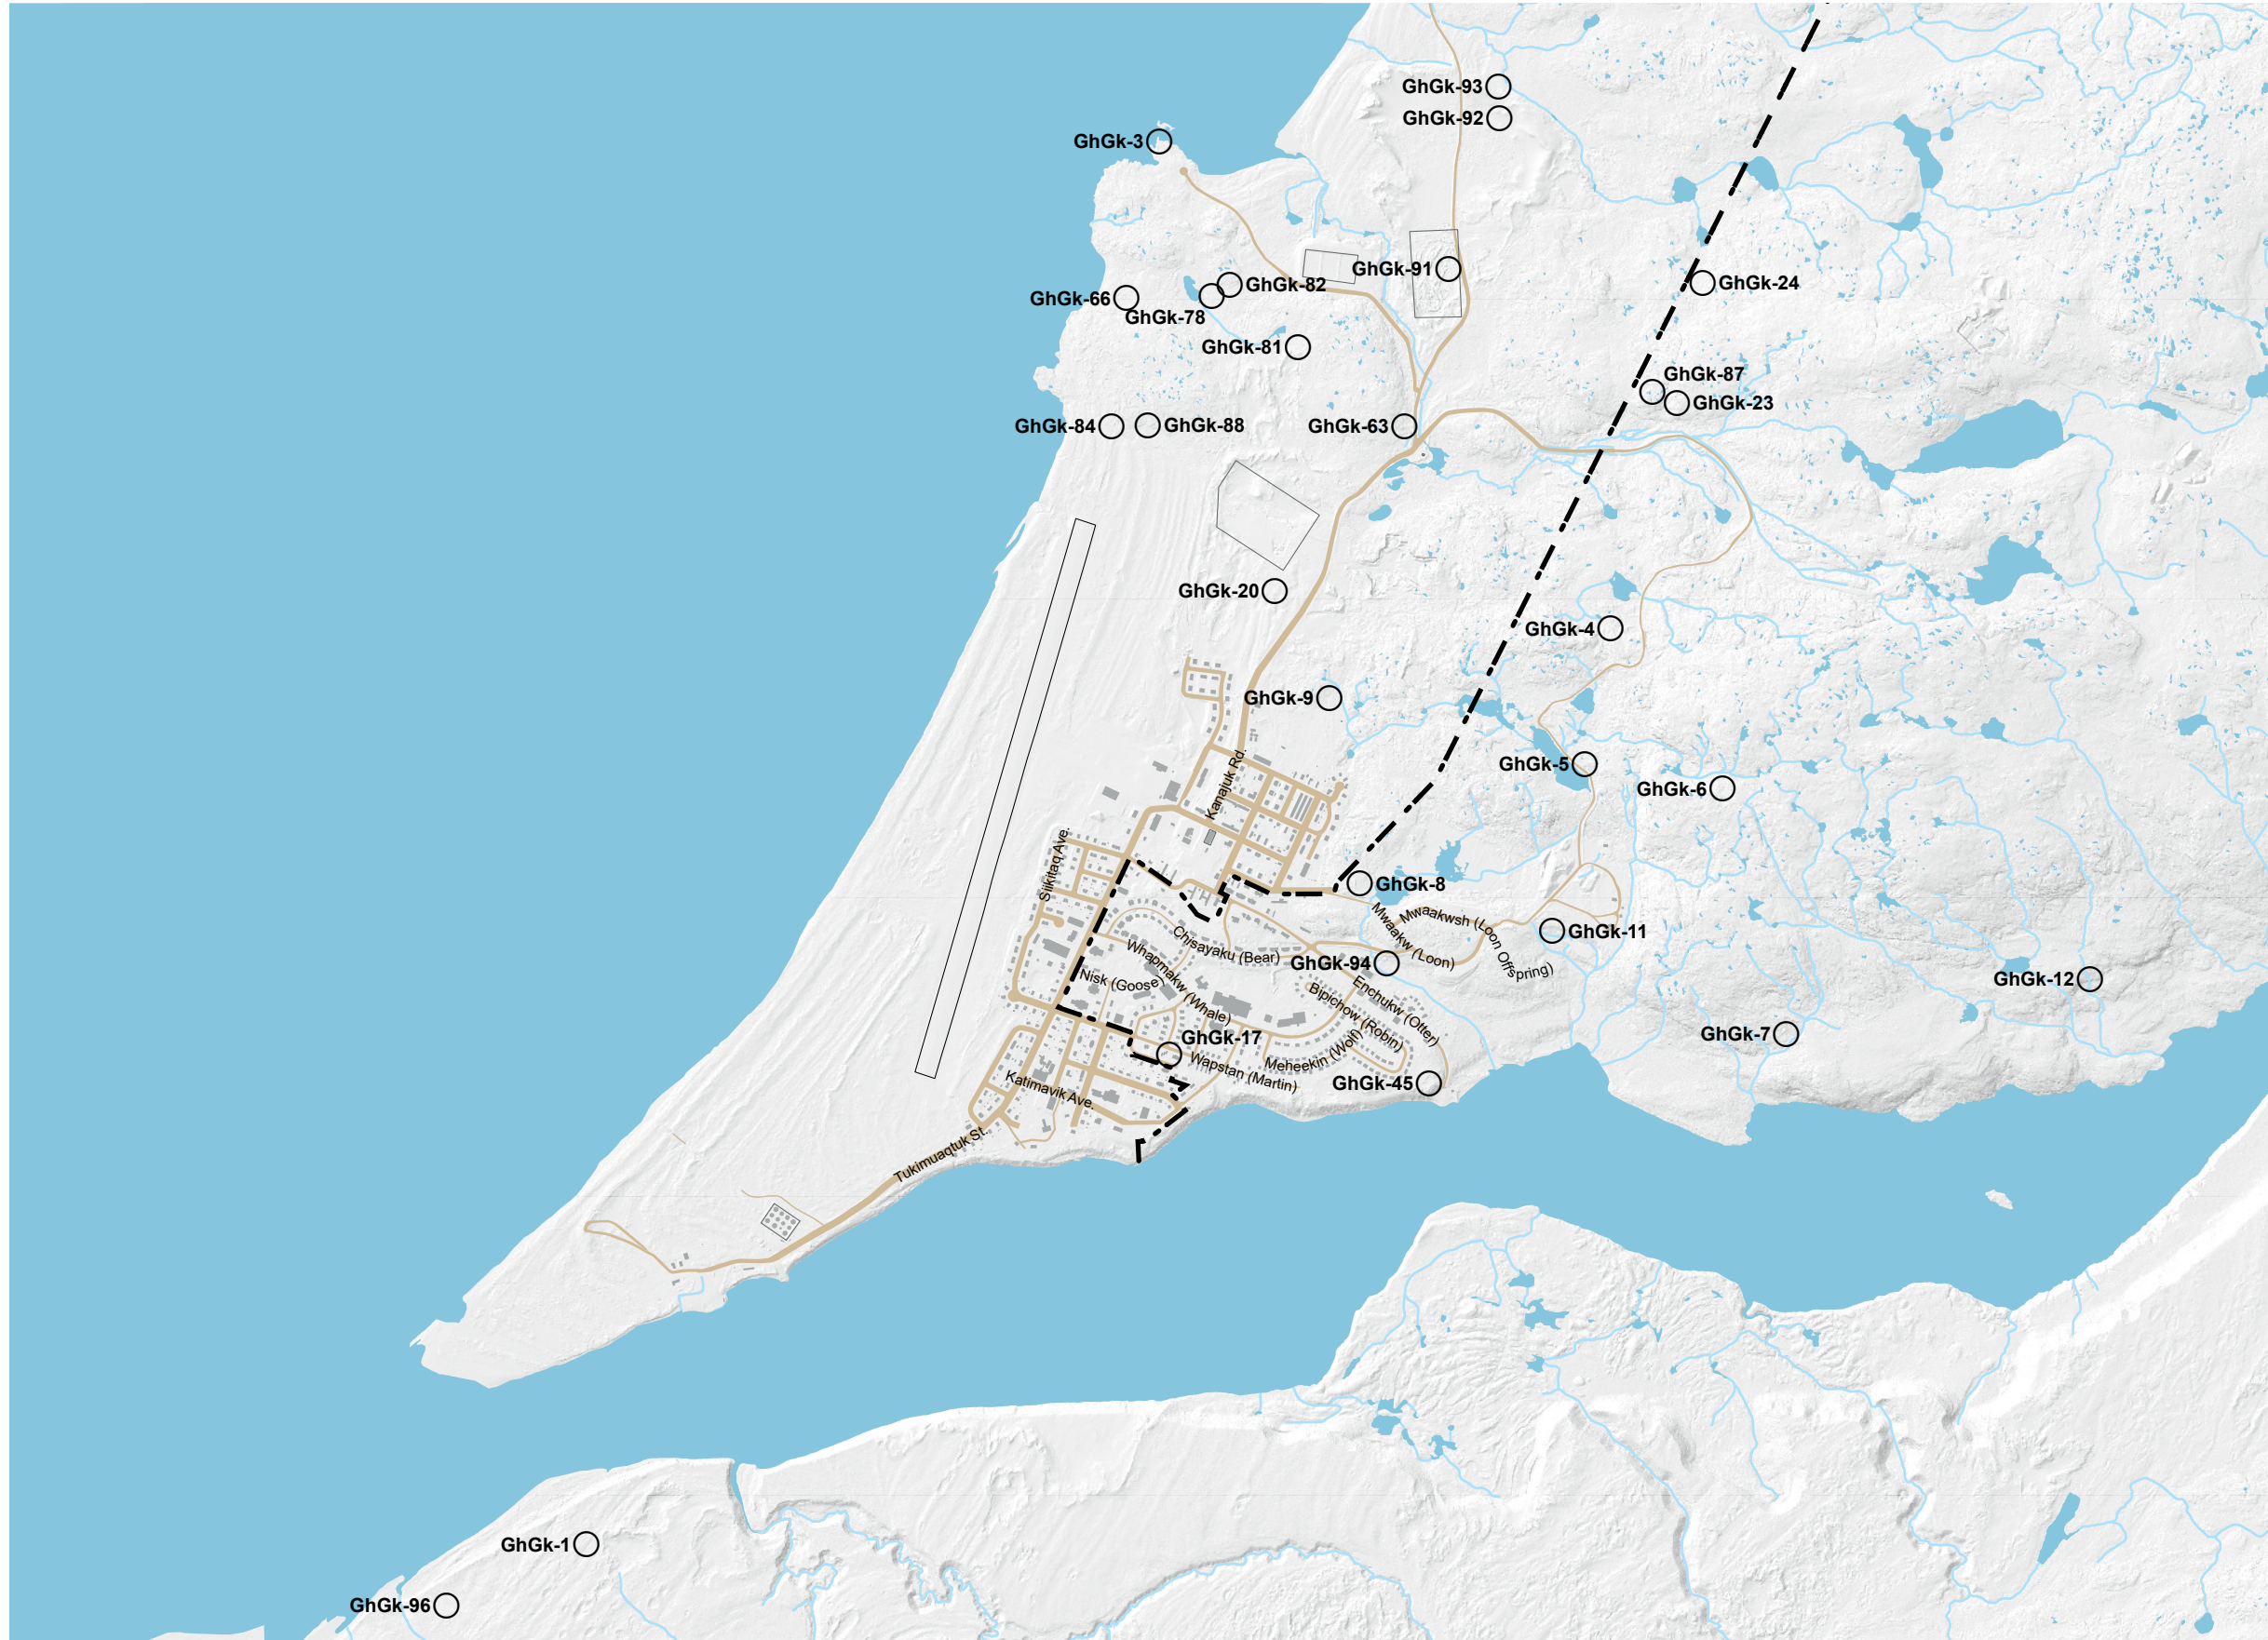 GhGk-93
GhGk-92
GhGk-3
GhGk-91
GhGk-82
GhGk-24
GhGk-66
GhGk-78
GhGk-81
GhGk-87
GhGk-23
GhGk-84
GhGk-88
GhGk-63
GhGk-20
GhGk-4
GhGk-9
Kanajuk Rd.
GhGk-5
GhGk-6
Siikitaq Ave.
GhGk-8
Mwaakwsh (Loon Offspring)
Mwaakw (Loon)
GhGk-11
Chisayaku (Bear)
Whapmakw (Whale)
GhGk-94
Nisk (Goose)
GhGk-12
Enchukw (Otter)
Bipichow (Robin)
GhGk-17
GhGk-7
Meheekin (Wolf)
Wapstan (Martin)
GhGk-45
Katimavik Ave.
Tukimuaqtuk St.
GhGk-1
GhGk-96